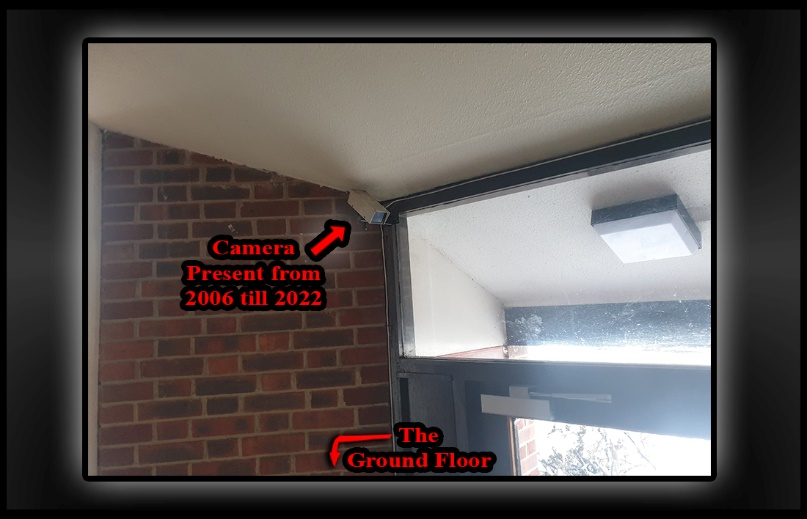 Camera
Present from
2006 till 2022
The
Ground Floor